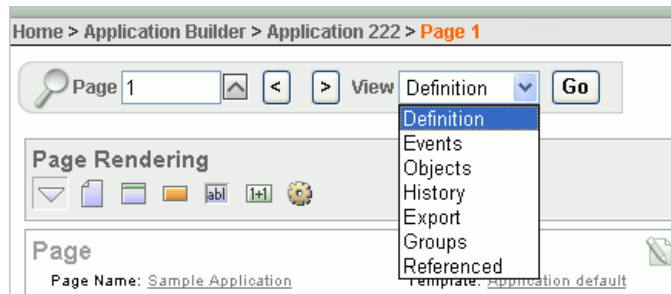 Home > Application Builder > Application 222 > Page 1
Page 1 < > View Definition Go
Definition
Events
Objects
History
Export
Groups
Referenced
Page Rendering
abl 1+1
Page
Page Name: Sample Application Template: Application default